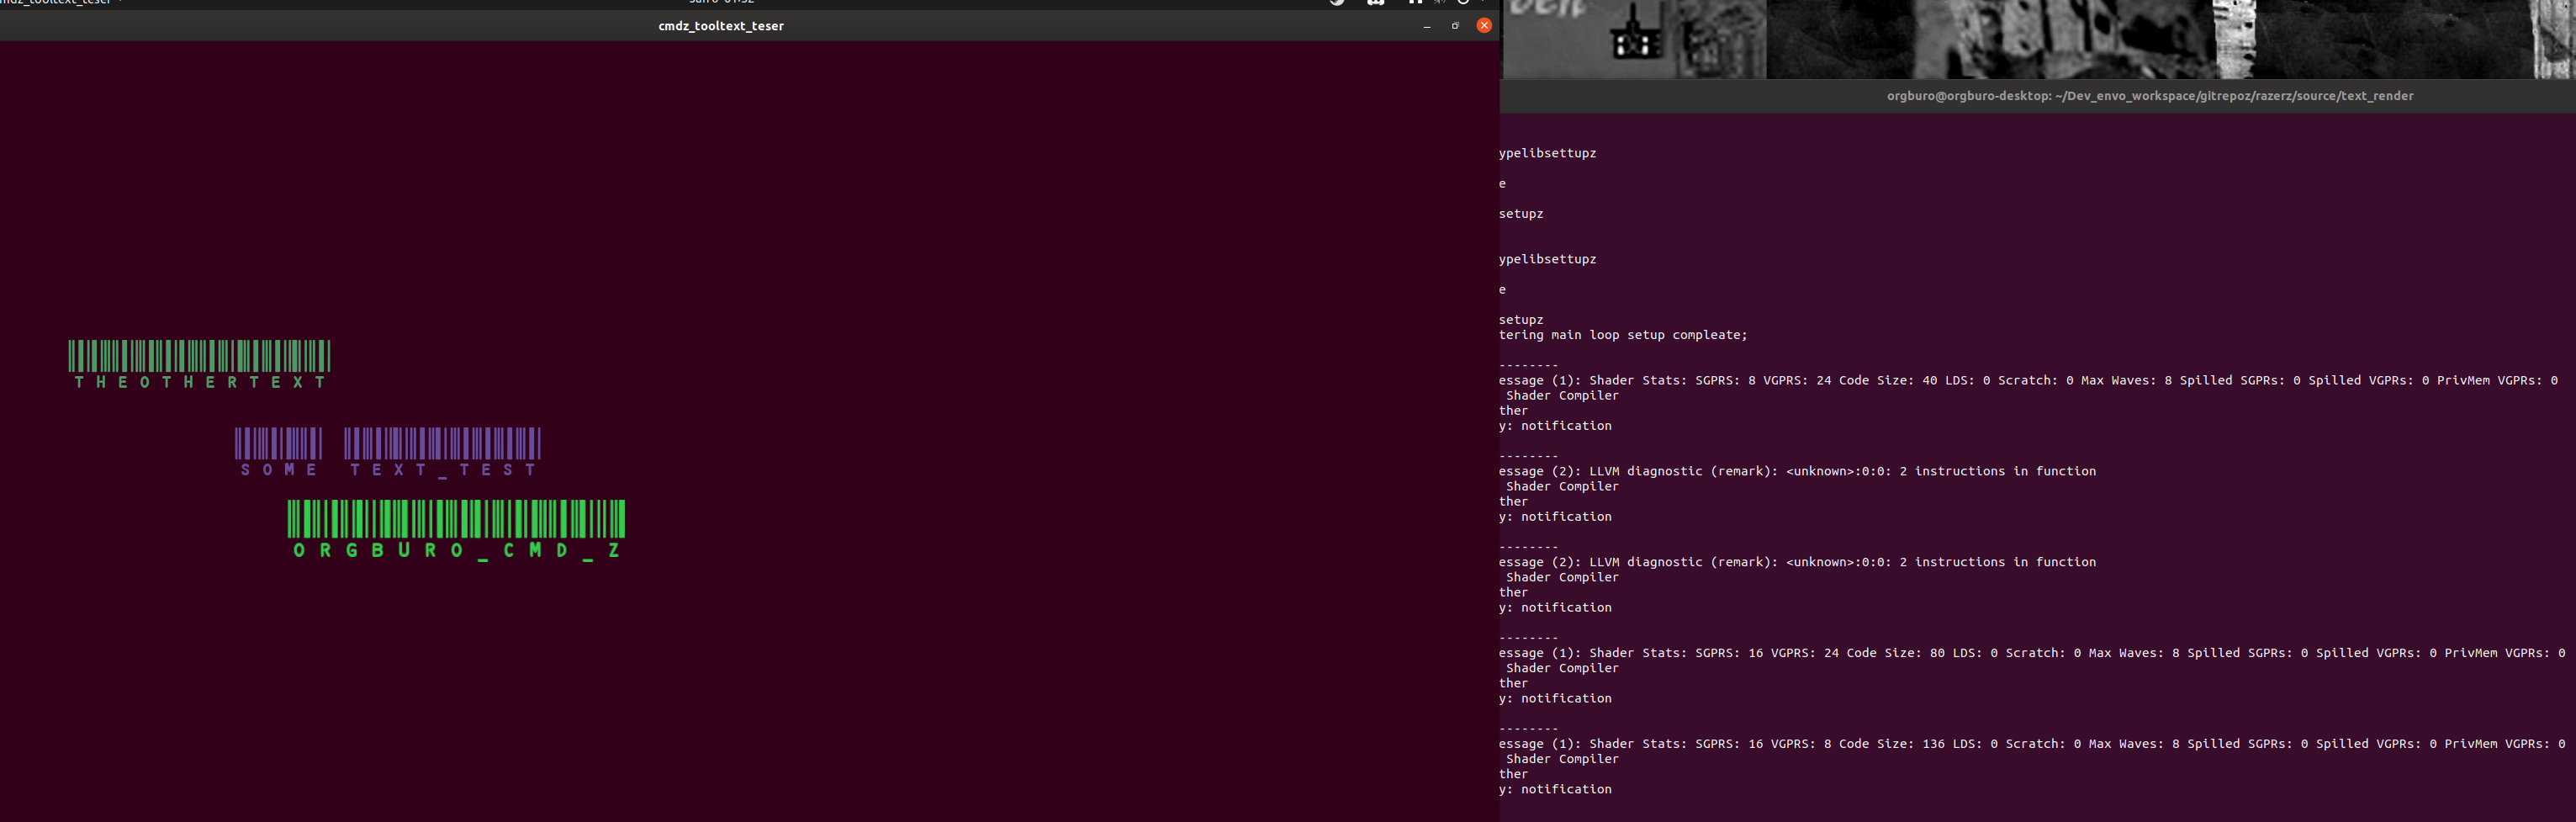 cmdz_tooltext_teser
THEOTHERTEXT
SOME TEXT_TEST
ORGBURO_CMD_Z
orgburo@orgburo-desktop: ~/Dev_envo_workspace/gitrepoz/razerz/source/text_render
ypelibsettupz
e
setupz
ypelibsettupz
e
setupz
tering main loop setup compleate;
--------
essage (1): Shader Stats: SGPRS: 8 VGPRS: 24 Code Size: 40 LDS: 0 Scratch: 0 Max Waves: 8 Spilled SGPRs: 0 Spilled VGPRs: 0 PrivMem VGPRs: 0
Shader Compiler
ther
y: notification
--------
essage (2): LLVM diagnostic (remark): <unknown>:0:0: 2 instructions in function
Shader Compiler
ther
y: notification
--------
essage (2): LLVM diagnostic (remark): <unknown>:0:0: 2 instructions in function
Shader Compiler
ther
y: notification
--------
essage (1): Shader Stats: SGPRS: 16 VGPRS: 24 Code Size: 80 LDS: 0 Scratch: 0 Max Waves: 8 Spilled SGPRs: 0 Spilled VGPRs: 0 PrivMem VGPRs: 0
Shader Compiler
ther
y: notification
--------
essage (1): Shader Stats: SGPRS: 16 VGPRS: 8 Code Size: 136 LDS: 0 Scratch: 0 Max Waves: 8 Spilled SGPRs: 0 Spilled VGPRs: 0 PrivMem VGPRs: 0
Shader Compiler
ther
y: notification